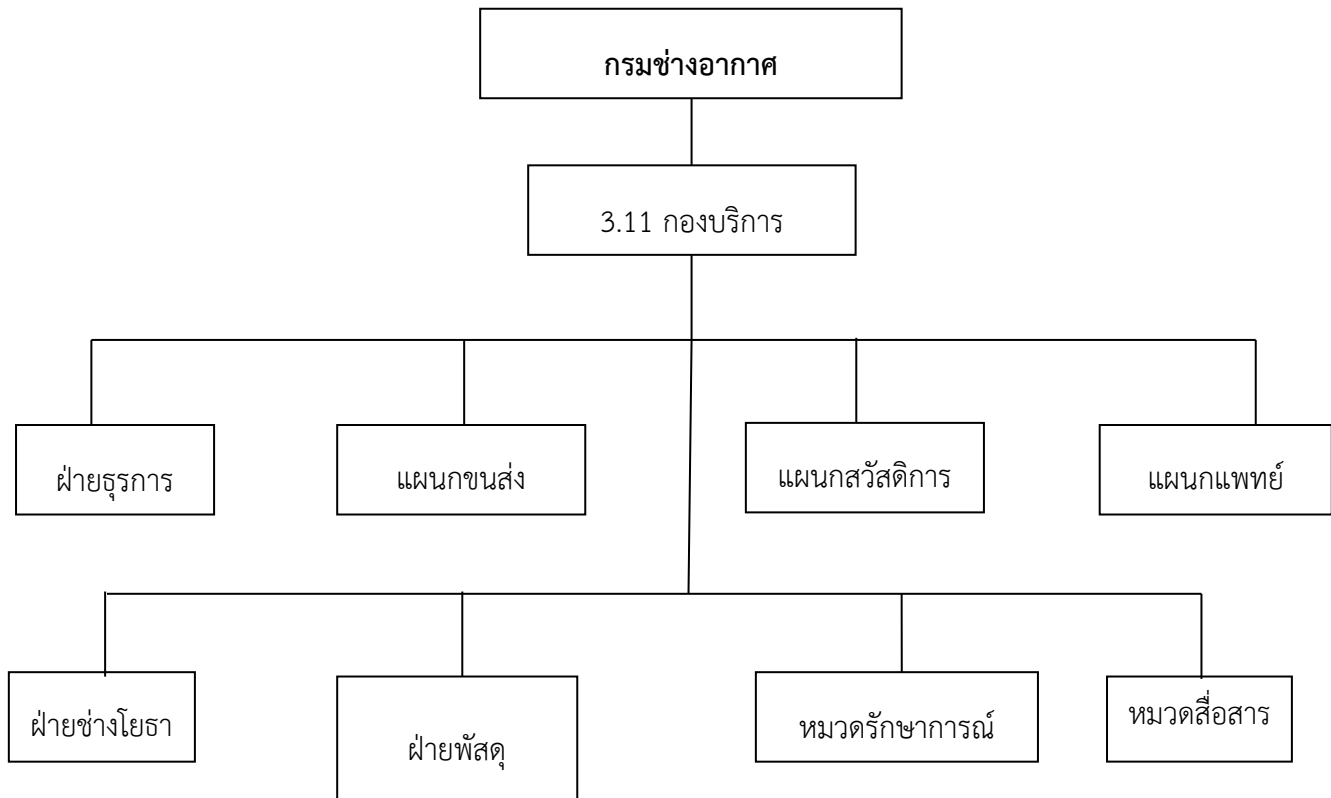 กรมช่างอากาศ
3.11 กองบริการ
ฝ่ายธุรการ
แผนกขนส่ง
แผนกสวัสดิการ
แผนกแพทย์
ฝ่ายช่างโยธา
ฝ่ายพัสดุ
หมวดรักษาการณ์
หมวดสื่อสาร